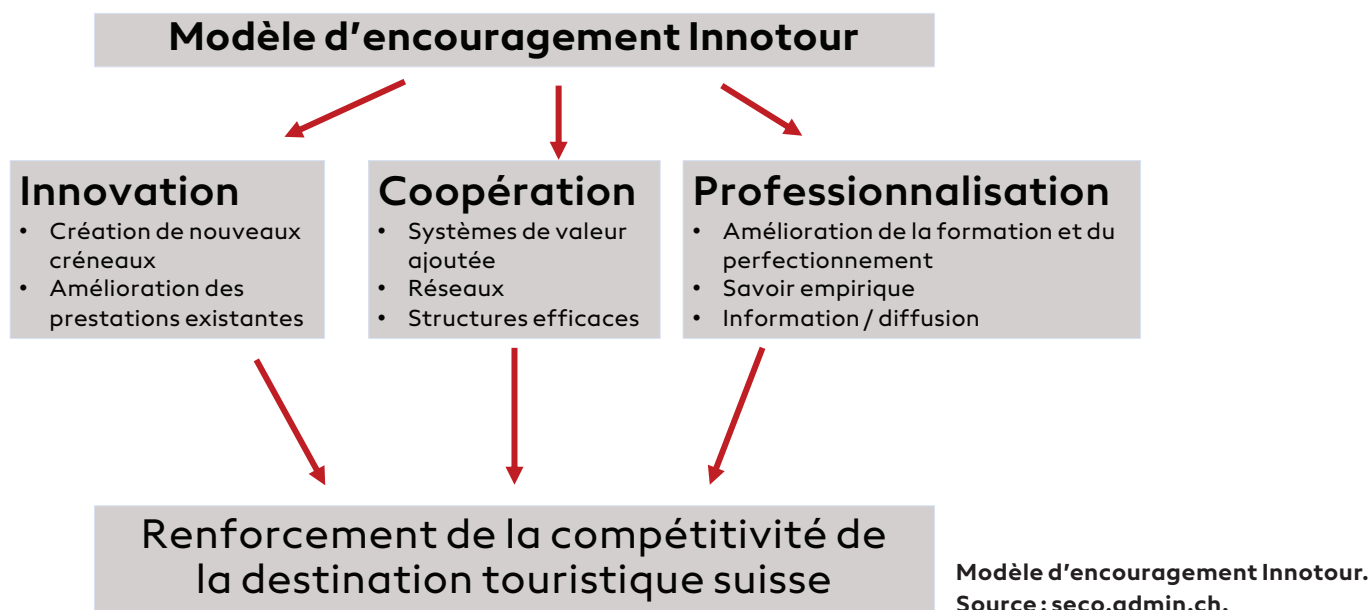 Modèle d’encouragement Innotour
Innovation
• Création de nouveaux
créneaux
• Amélioration des
prestations existantes
Coopération
• Systèmes de valeur
ajoutée
• Réseaux
• Structures efficaces
Professionnalisation
• Amélioration de la formation et du
perfectionnement
• Savoir empirique
• Information / diffusion
Renforcement de la compétitivité de
la destination touristique suisse
Modèle d’encouragement Innotour.
Source : seco.admin.ch.